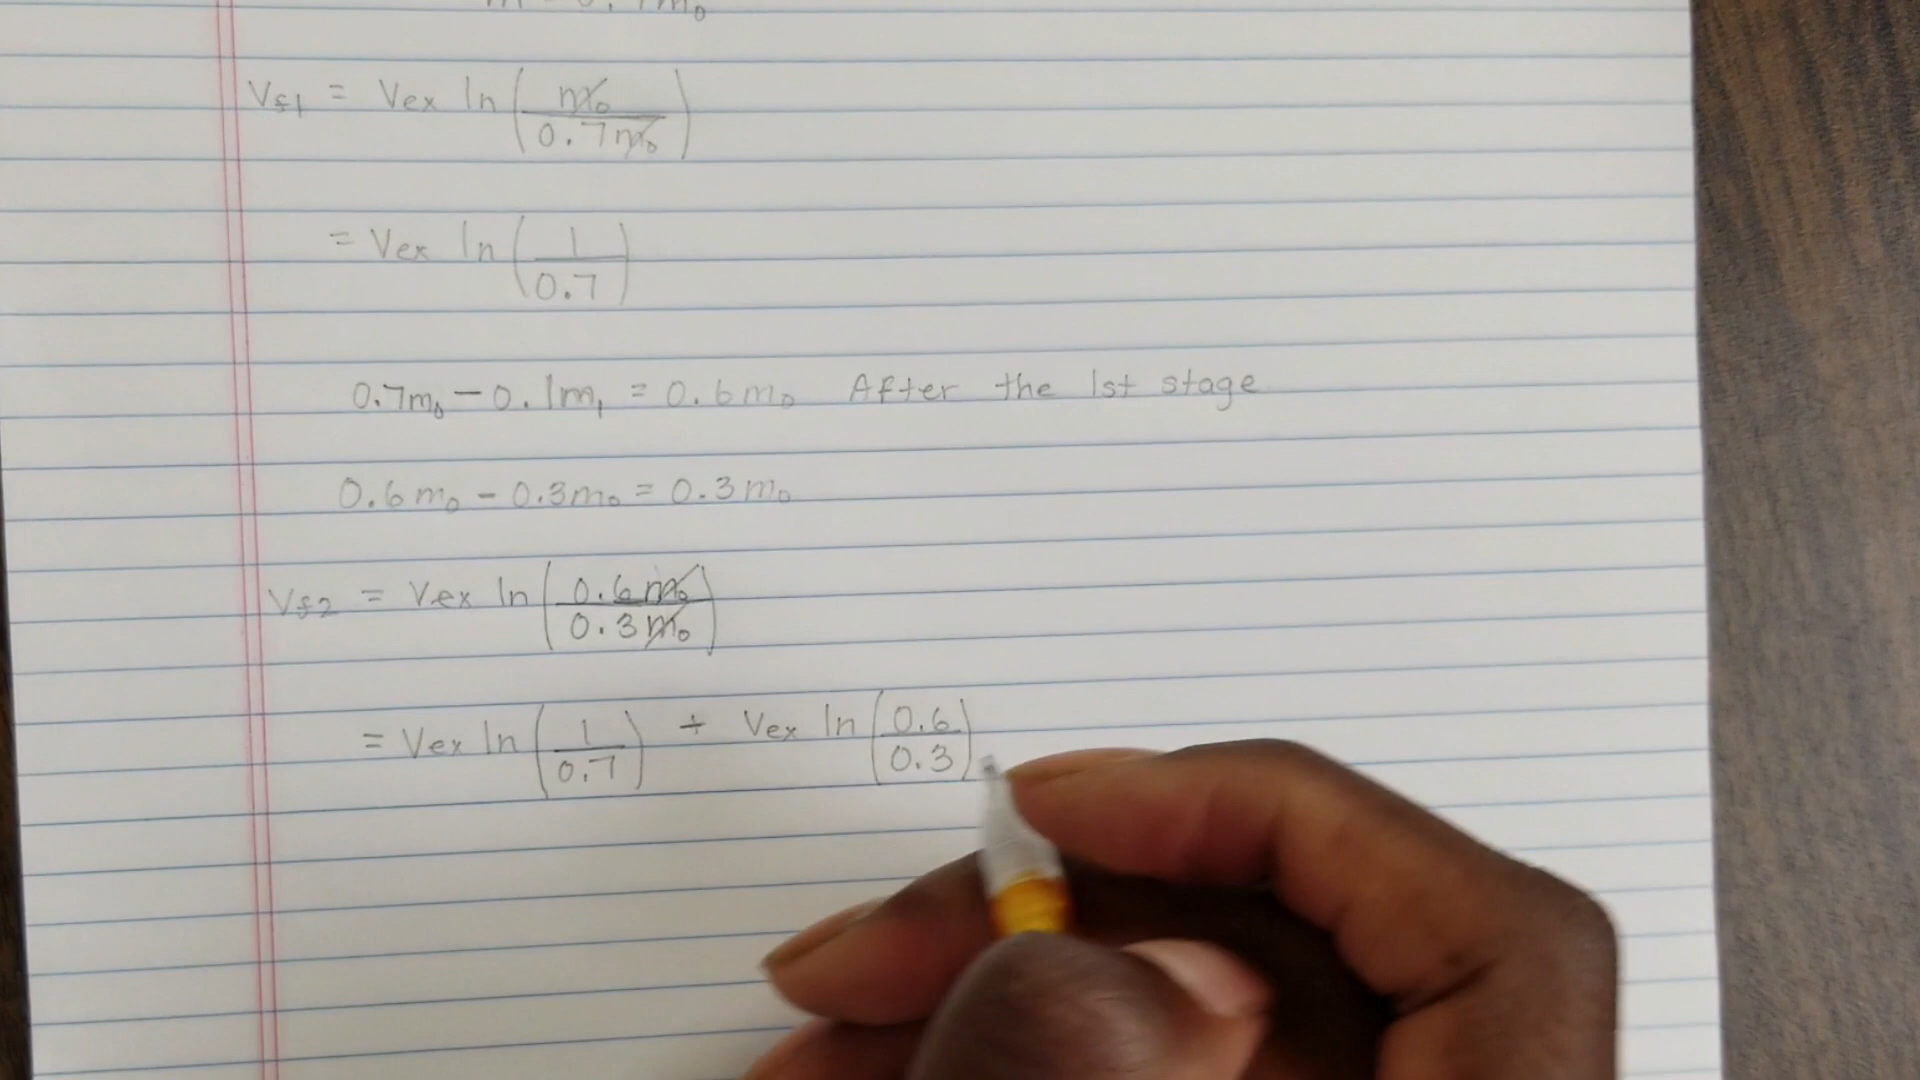 V_f1 = Vex ln(m₀/0.7m₀)
= Vex ln(1/0.7)
0.7m₀ - 0.1m₁ = 0.6m₀ After the 1st stage
0.6m₀ - 0.3m₀ = 0.3m₀
V_f2 = Vex ln(0.6m₀/0.3m₀)
= Vex ln(1/0.7) + Vex ln(0.6/0.3)